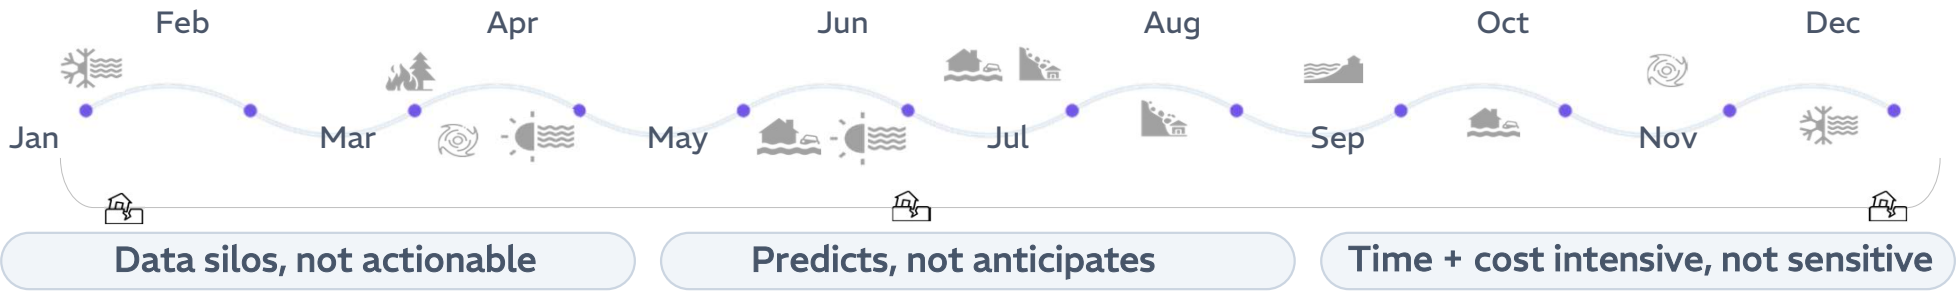 Feb
Apr
Jun
Aug
Oct
Dec
Jan
Mar
May
Jul
Sep
Nov
Data silos, not actionable
Predicts, not anticipates
Time + cost intensive, not sensitive